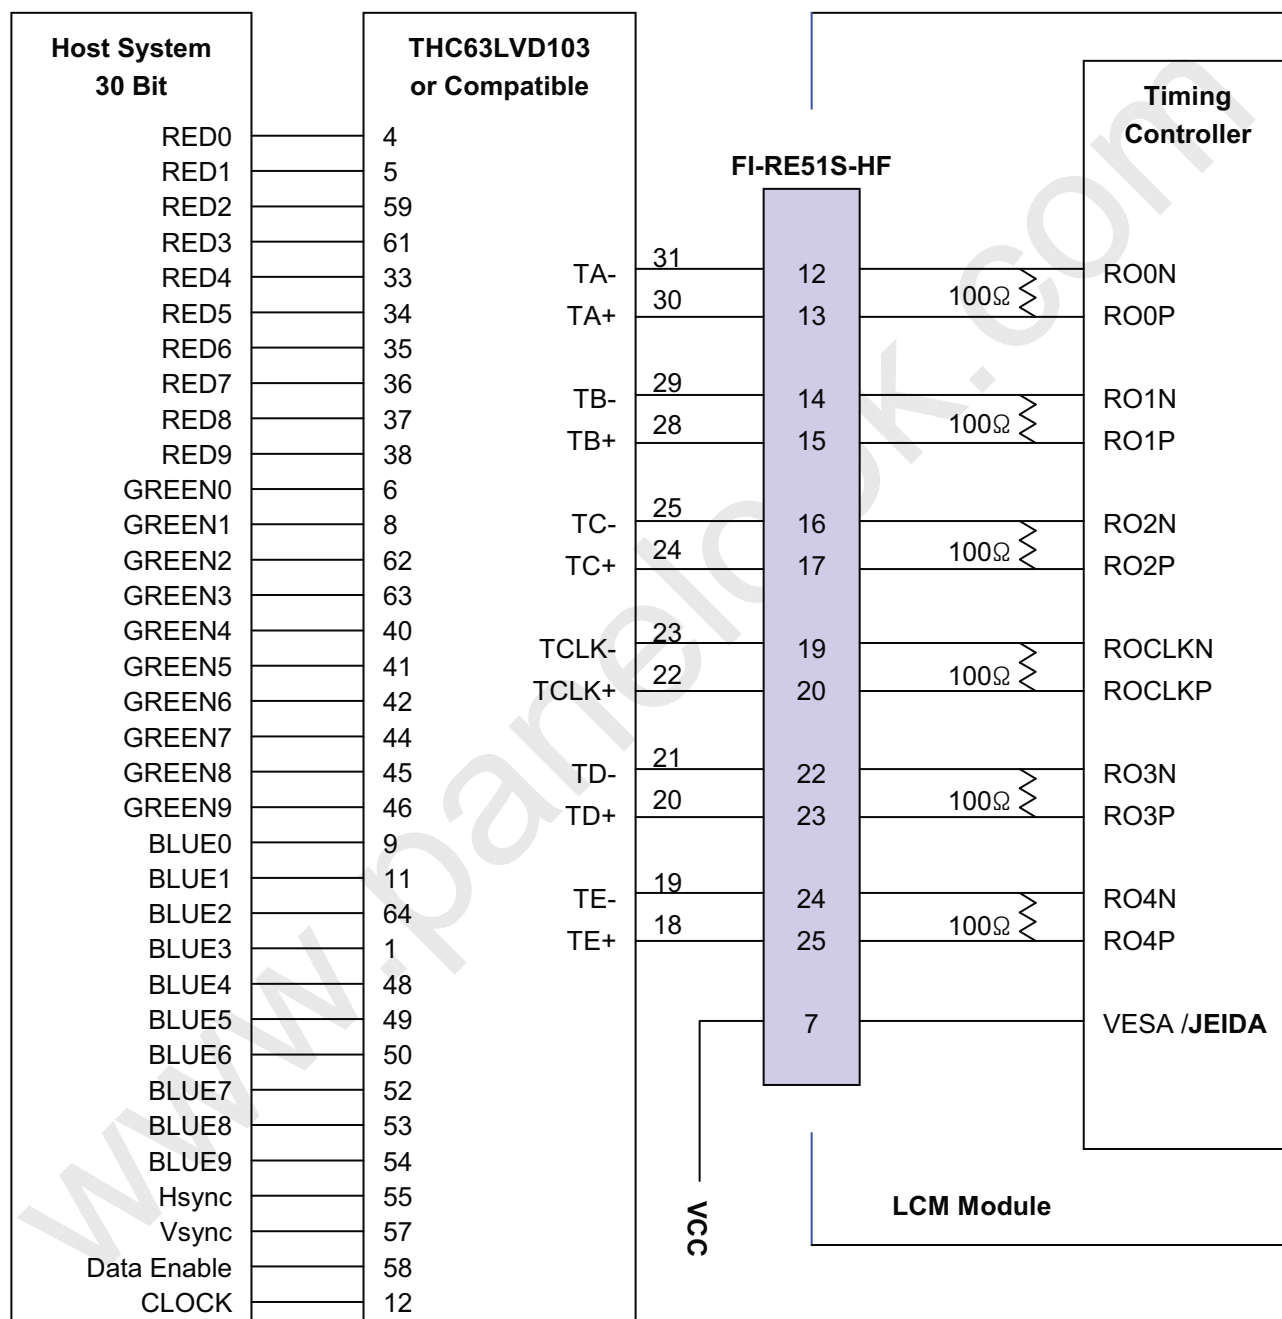 Host System
30 Bit
RED0
RED1
RED2
RED3
RED4
RED5
RED6
RED7
RED8
RED9
GREEN0
GREEN1
GREEN2
GREEN3
GREEN4
GREEN5
GREEN6
GREEN7
GREEN8
GREEN9
BLUE0
BLUE1
BLUE2
BLUE3
BLUE4
BLUE5
BLUE6
BLUE7
BLUE8
BLUE9
Hsync
Vsync
Data Enable
CLOCK
THC63LVD103
or Compatible
4
5
59
61
33
34
35
36
37
38
6
8
62
63
40
41
42
44
45
46
9
11
64
1
48
49
50
52
53
54
55
57
58
12
TA-
TA+
TB-
TB+
TC-
TC+
TCLK-
TCLK+
TD-
TD+
TE-
TE+
31
30
29
28
25
24
23
22
21
20
19
18
FI-RE51S-HF
12
13
14
15
16
17
19
20
22
23
24
25
7
VCC
100Ω
100Ω
100Ω
100Ω
100Ω
100Ω
Timing
Controller
RO0N
RO0P
RO1N
RO1P
RO2N
RO2P
ROCLKN
ROCLKP
RO3N
RO3P
RO4N
RO4P
VESA /JEIDA
LCM Module
www.panelook.com